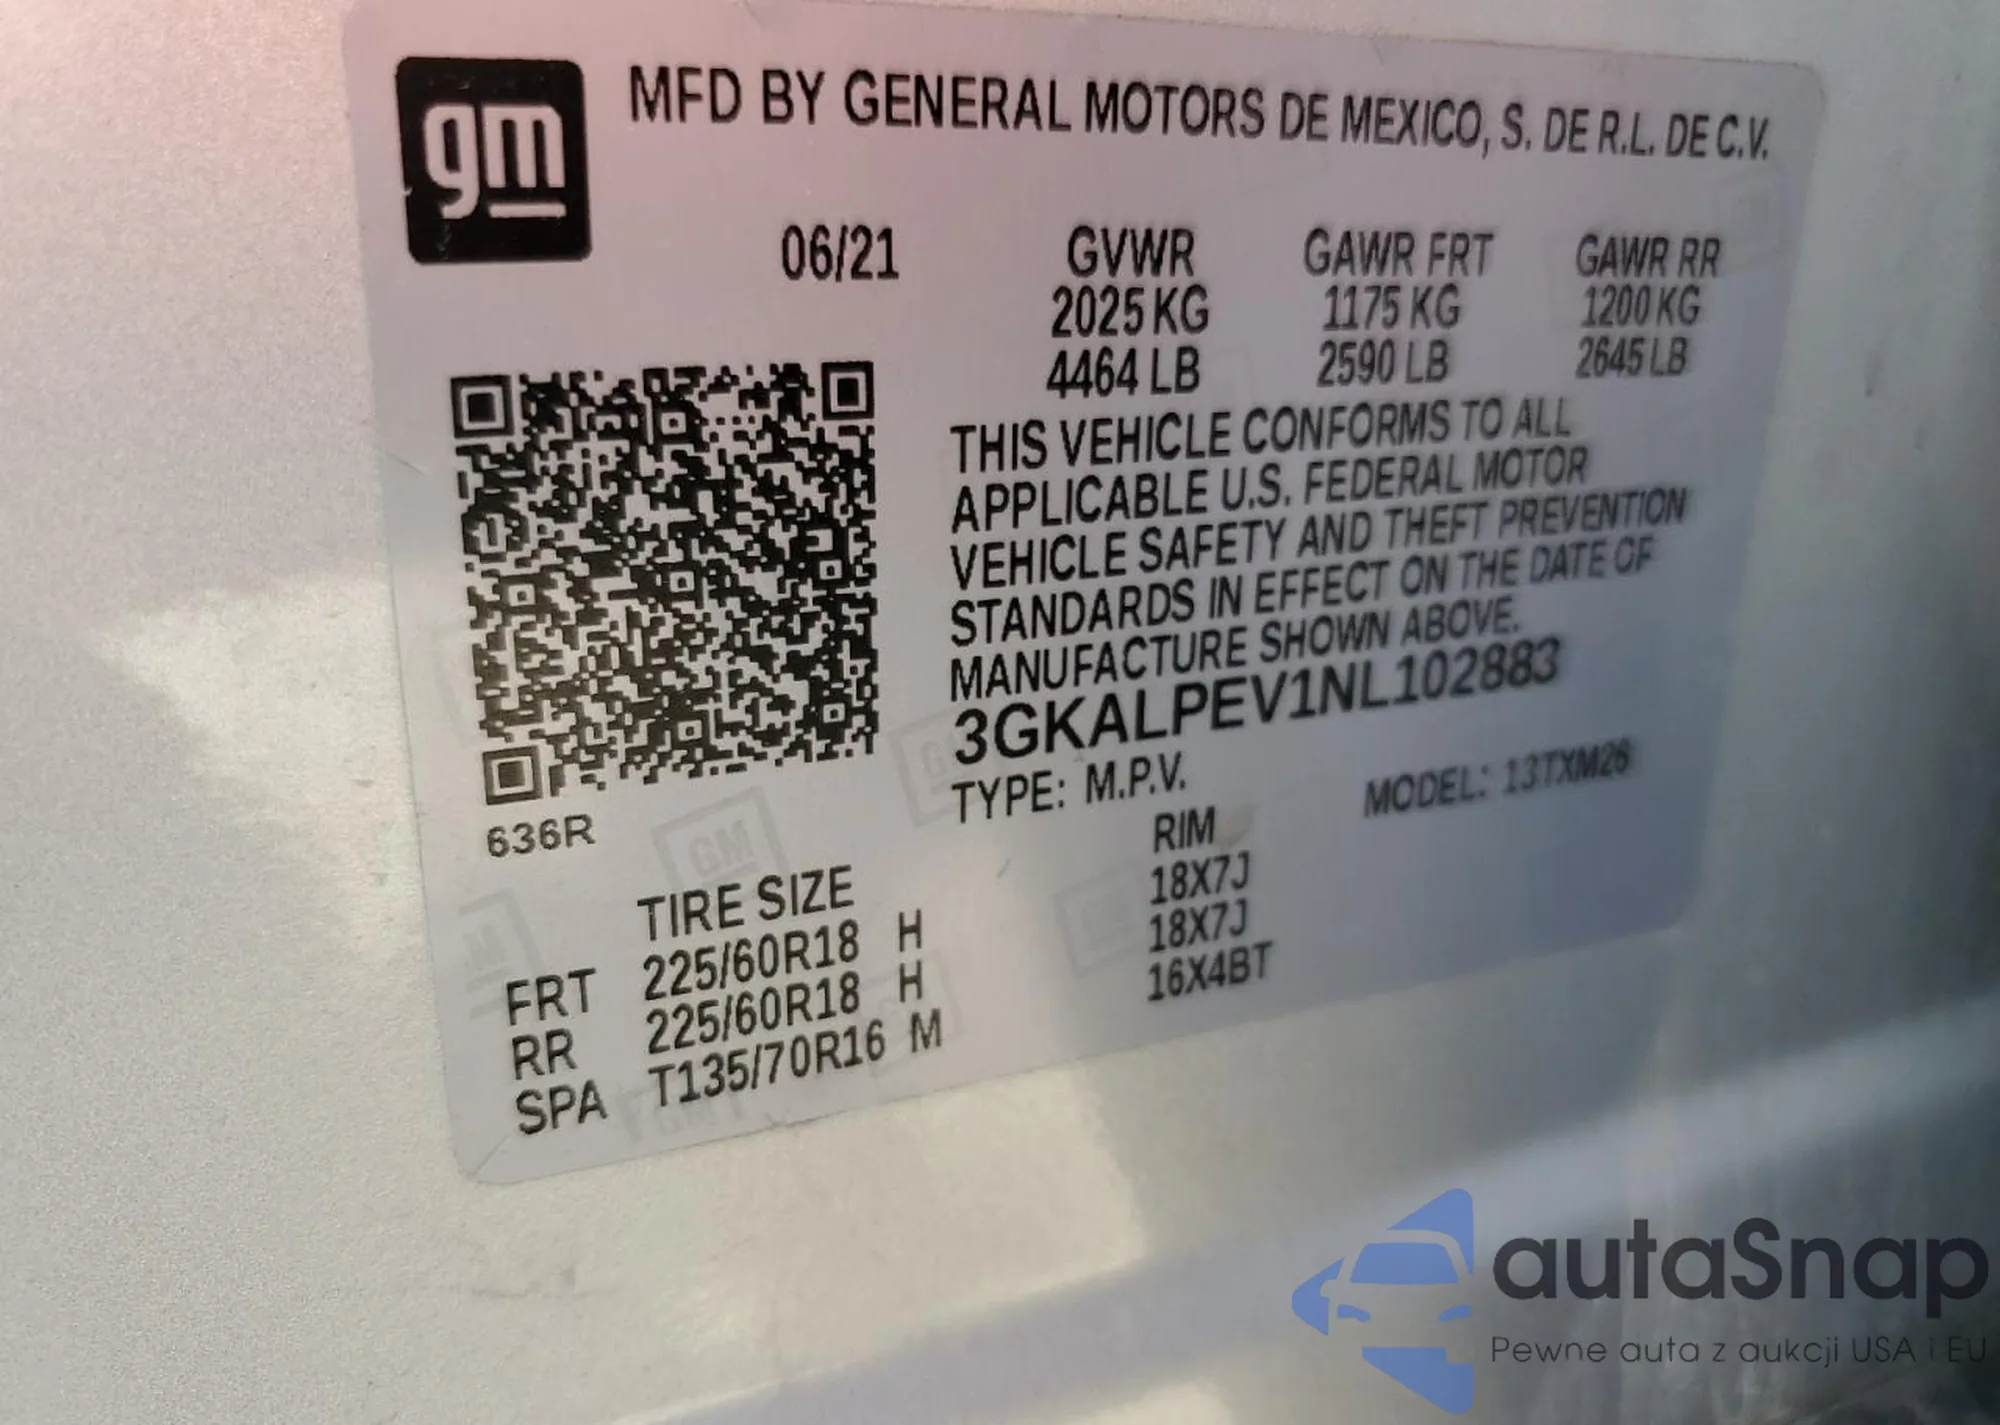 gm
MFD BY GENERAL MOTORS DE MEXICO, S. DE R.L. DE C.V.
06/21
GVWR GAWR FRT GAWR RR
2025 KG 1175 KG 1200 KG
4464 LB 2590 LB 2645 LB
THIS VEHICLE CONFORMS TO ALL
APPLICABLE U.S. FEDERAL MOTOR
VEHICLE SAFETY AND THEFT PREVENTION
STANDARDS IN EFFECT ON THE DATE OF
MANUFACTURE SHOWN ABOVE.
3GKALPEV1NL102883
TYPE: M.P.V. MODEL: 13TXM26
636R
TIRE SIZE RIM
FRT 225/60R18 H 18X7J
RR 225/60R18 H 18X7J
SPA T135/70R16 M 16X4BT
GM
autaSnap
Pewne auta z aukcji USA i EU